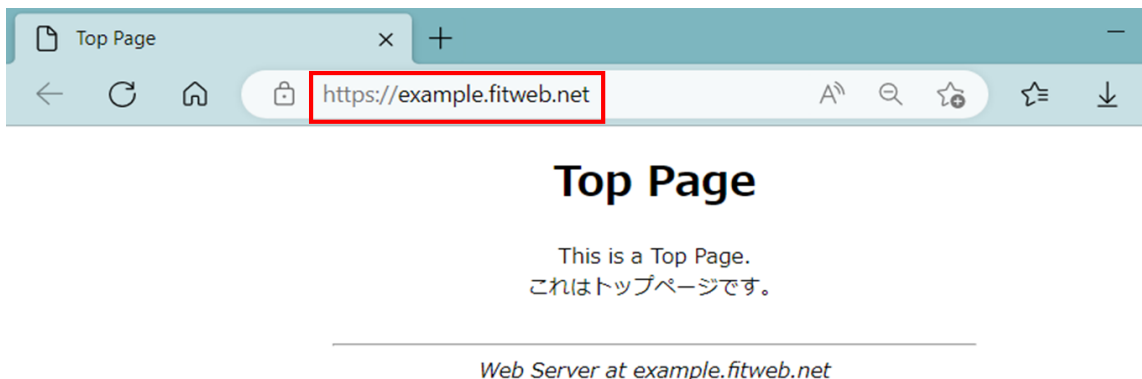 Top Page
https://example.fitweb.net
Top Page
This is a Top Page.
これはトップページです。
Web Server at example.fitweb.net